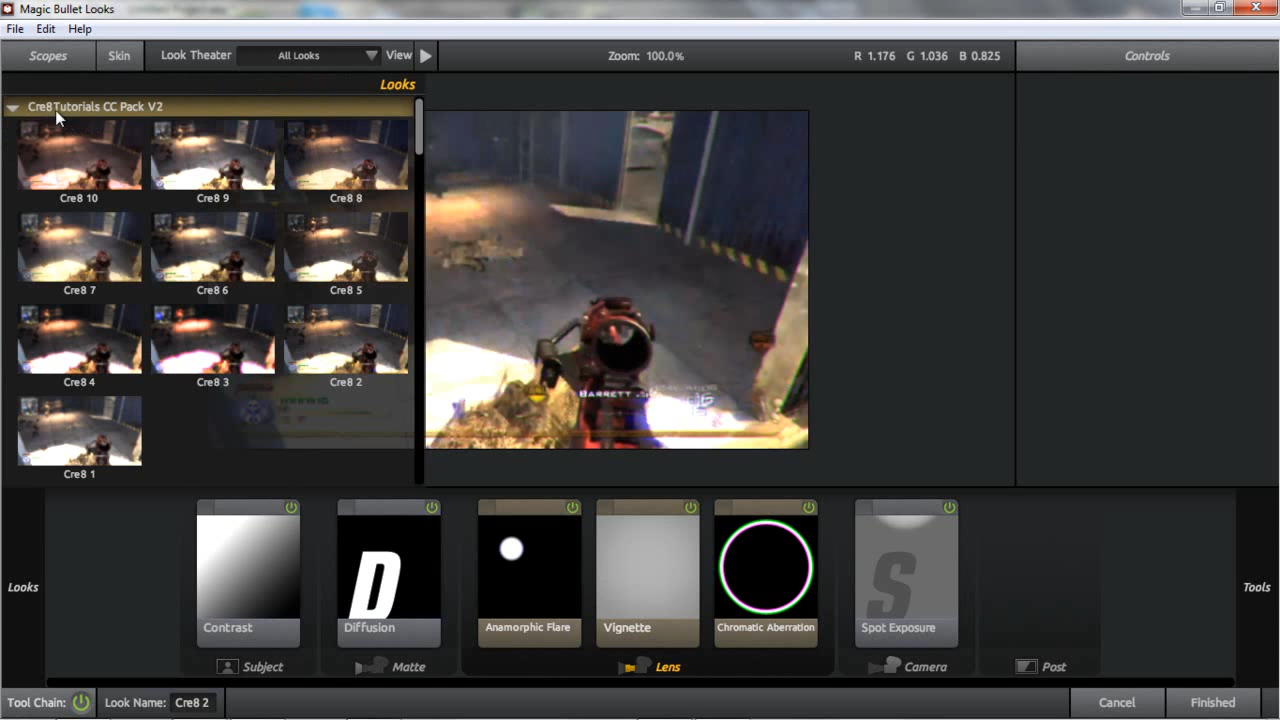 Magic Bullet Looks
File Edit Help
Scopes Skin Look Theater All Looks View Zoom: 100.0% R 1.176 G 1.036 B 0.825 Controls
Looks
Cre8Tutorials CC Pack V2
Cre8 10 Cre8 9 Cre8 8
Cre8 7 Cre8 6 Cre8 5
Cre8 4 Cre8 3 Cre8 2
Cre8 1
BARRETT
D S
Looks Tools
Contrast Diffusion Anamorphic Flare Vignette Chromatic Aberration Spot Exposure
Subject Matte Lens Camera Post
Tool Chain: Look Name: Cre8 2 Cancel Finished